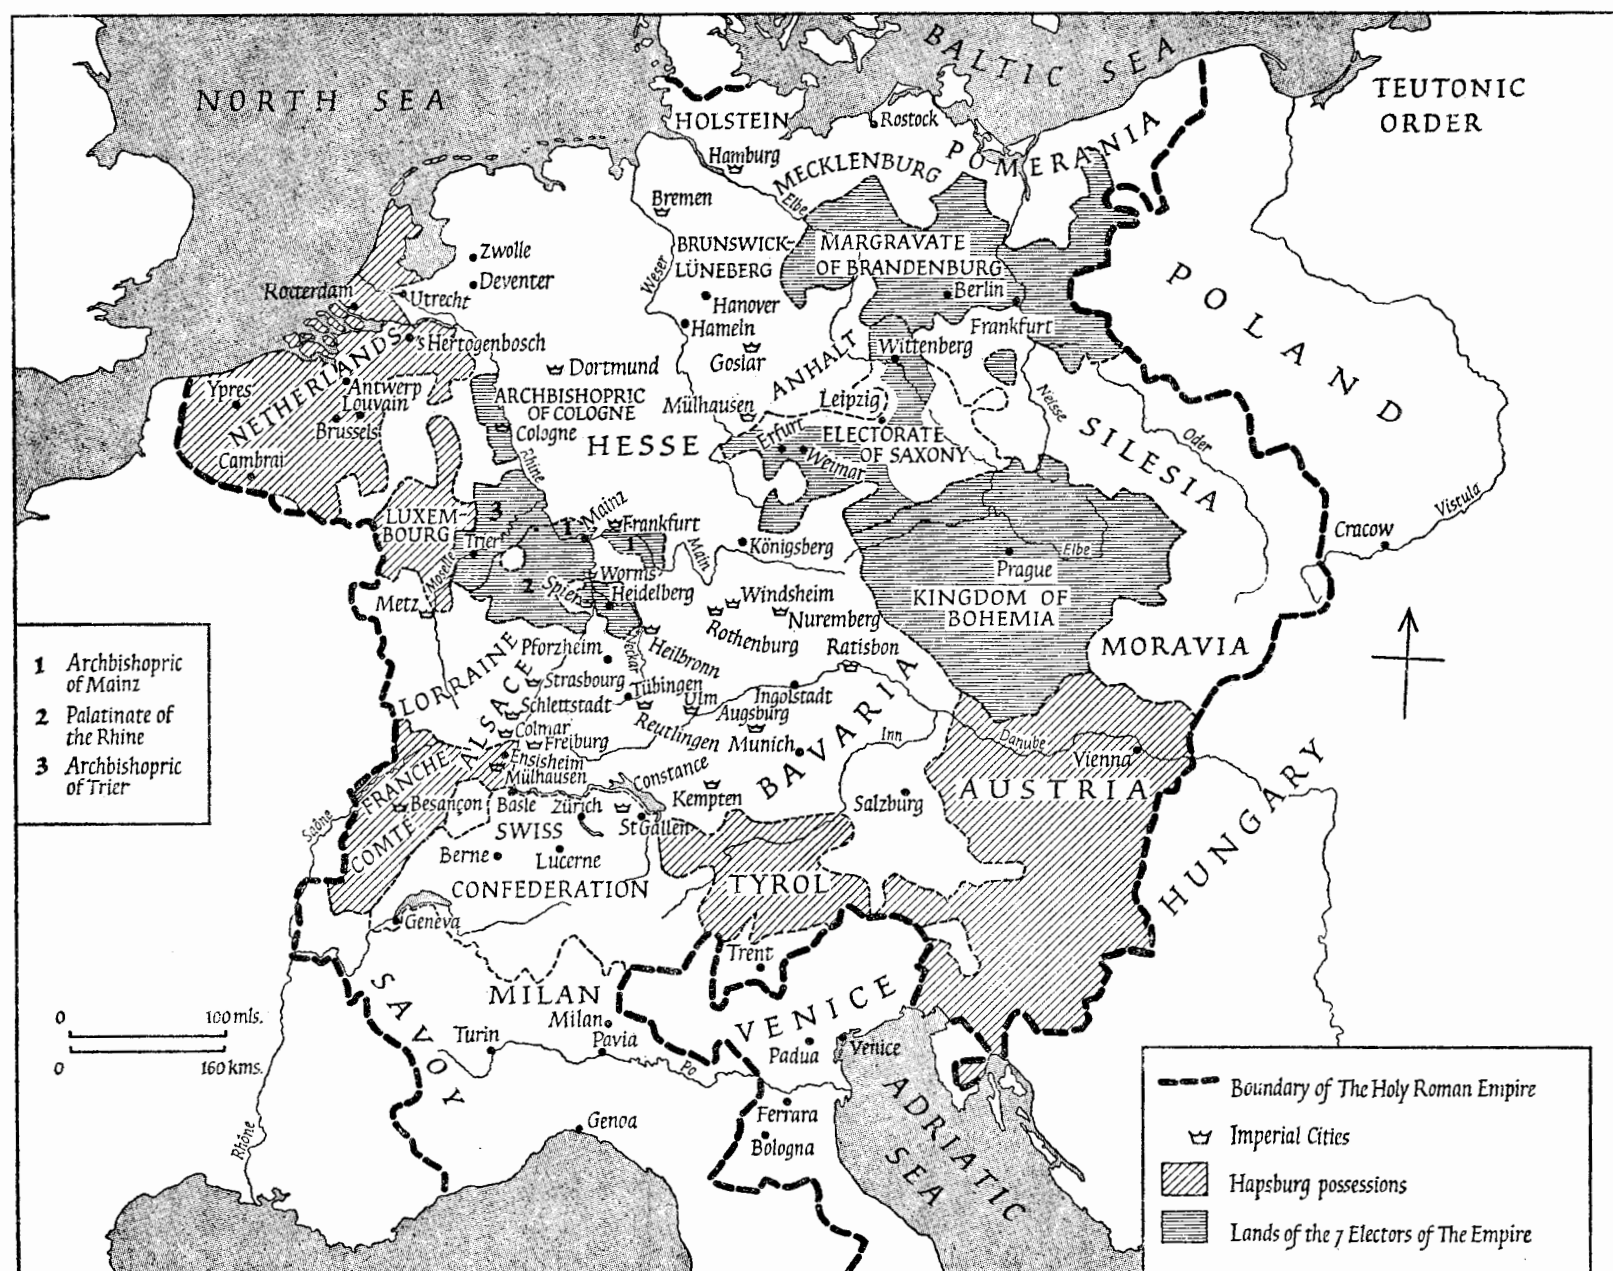 NORTH SEA
BALTIC SEA
TEUTONIC
ORDER
HOLSTEIN
Rostock
Hamburg
POMERANIA
MECKLENBURG
Elbe
Bremen
Zwolle
BRUNSWICK-
LÜNEBERG
MARGRAVATE
OF BRANDENBURG
Weser
Deventer
Rotterdam
Utrecht
Hanover
Berlin
POLAND
Hameln
Frankfurt
's Hertogenbosch
Goslar
Wittenberg
NETHERLANDS
Dortmund
ANHALT
Ypres
Antwerp
Louvain
ARCHBISHOPRIC
OF COLOGNE
Mülhausen
Leipzig
Neisse
Brussels
Cologne
HESSE
Erfurt
ELECTORATE
OF SAXONY
SILESIA
Oder
Cambrai
Rhine
Weimar
Vistula
LUXEM-
BOURG
3
1
Mainz
Frankfurt
1
Cracow
Trier
Main
Königsberg
Elbe
Prague
Moselle
2
Spier
Worms
Heidelberg
Windsheim
KINGDOM OF
BOHEMIA
Metz
Nuremberg
Rothenburg
MORAVIA
Pforzheim
Neckar
Heilbronn
Ratisbon
1 Archbishopric
of Mainz
2 Palatinate of
the Rhine
3 Archbishopric
of Trier
LORRAINE
ALSACE
Strasbourg
Tübingen
Ulm
Ingolstadt
Schlettstadt
Reutlingen
Augsburg
Colmar
Freiburg
Munich
BAVARIA
Inn
Danube
Vienna
Ensisheim
Mülhausen
FRANCHE
COMTÉ
Besançon
Basle
Zürich
Constance
Kempten
Salzburg
AUSTRIA
HUNGARY
Saône
SWISS
St Gallen
Berne
Lucerne
CONFEDERATION
TYROL
Geneva
Trent
SAVOY
MILAN
Milan
VENICE
0 100 mls.
0 160 kms.
Turin
Pavia
Padua
Venice
Po
ADRIATIC
SEA
Ferrara
Genoa
Bologna
Rhône
Boundary of The Holy Roman Empire
Imperial Cities
Hapsburg possessions
Lands of the 7 Electors of The Empire